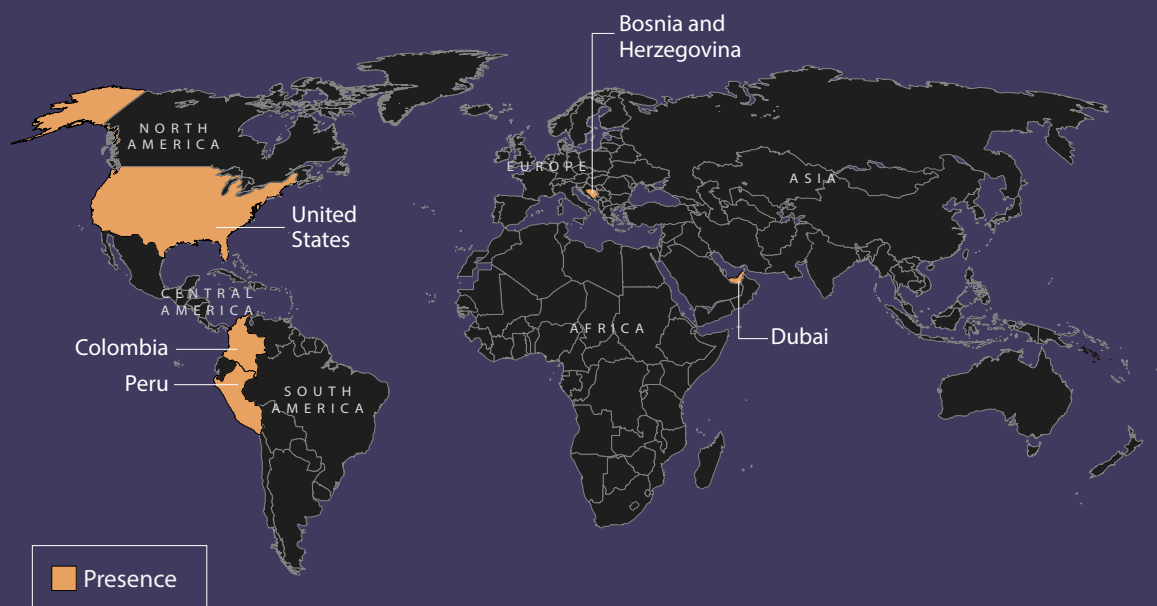 Bosnia and
Herzegovina
NORTH
AMERICA
EUROPE
ASIA
United
States
CENTRAL
AMERICA
AFRICA
Dubai
Colombia
Peru
SOUTH
AMERICA
Presence